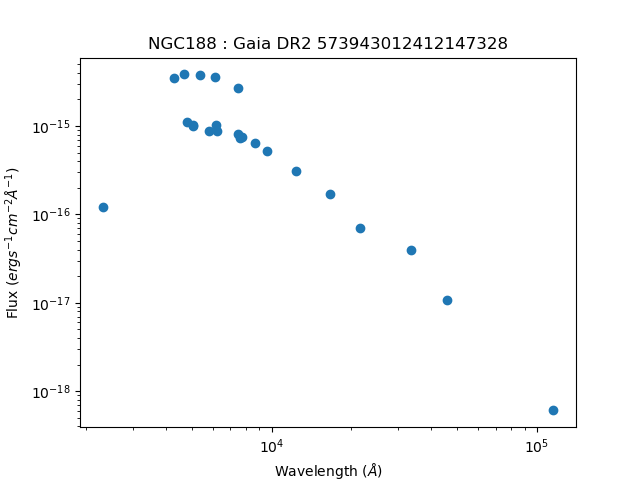 NGC188 : Gaia DR2 573943012412147328
Flux (ergs⁻¹cm⁻²Å⁻¹)
10⁻¹⁵
10⁻¹⁶
10⁻¹⁷
10⁻¹⁸
10⁴
10⁵
Wavelength (Å)